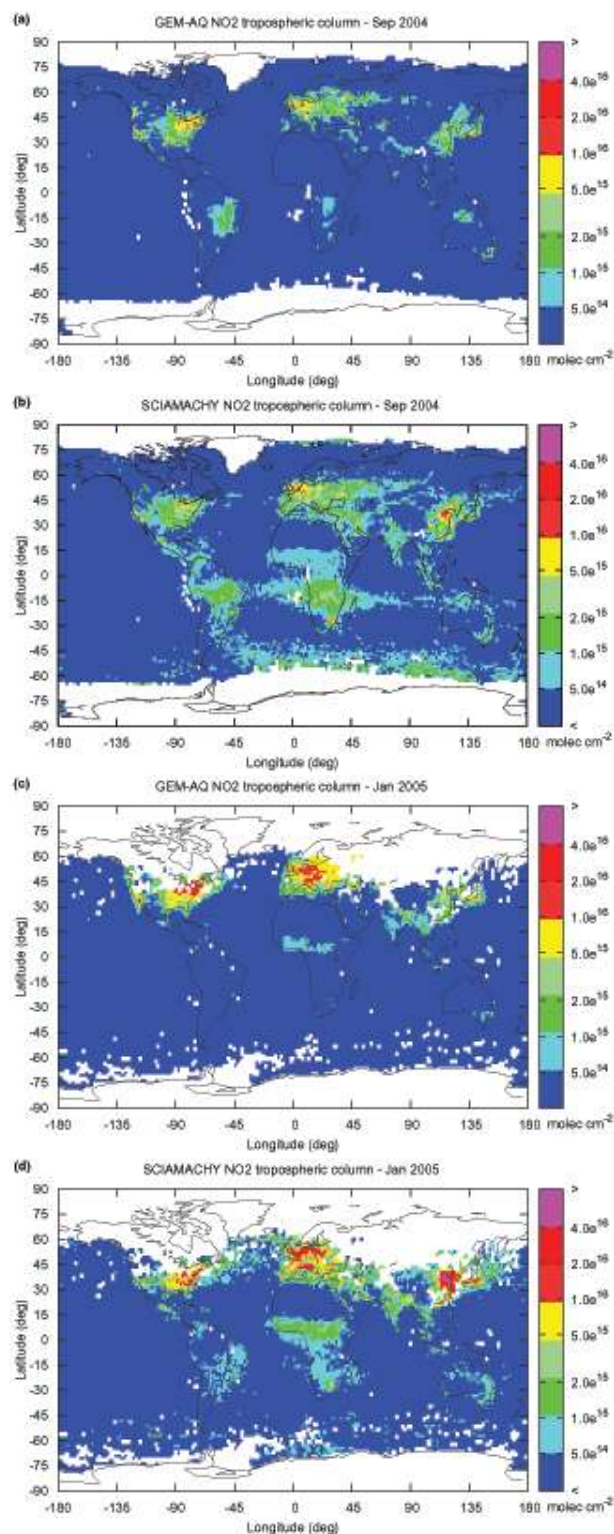 (a)
GEM-AQ NO2 tropospheric column - Sep 2004
90
75
60
45
30
15
0
-15
-30
-45
-60
-75
-90
Latitude (deg)
-180 -135 -90 -45 0 45 90 135 180
Longitude (deg)
>
4.0e16
2.0e16
1.0e16
5.0e15
2.0e15
1.0e15
5.0e14
<
molec cm-2
(b)
SCIAMACHY NO2 tropospheric column - Sep 2004
90
75
60
45
30
15
0
-15
-30
-45
-60
-75
-90
Latitude (deg)
-180 -135 -90 -45 0 45 90 135 180
Longitude (deg)
>
4.0e16
2.0e16
1.0e16
5.0e15
2.0e15
1.0e15
5.0e14
<
molec cm-2
(c)
GEM-AQ NO2 tropospheric column - Jan 2005
90
75
60
45
30
15
0
-15
-30
-45
-60
-75
-90
Latitude (deg)
-180 -135 -90 -45 0 45 90 135 180
Longitude (deg)
>
4.0e16
2.0e16
1.0e16
5.0e15
2.0e15
1.0e15
5.0e14
<
molec cm-2
(d)
SCIAMACHY NO2 tropospheric column - Jan 2005
90
75
60
45
30
15
0
-15
-30
-45
-60
-75
-90
Latitude (deg)
-180 -135 -90 -45 0 45 90 135 180
Longitude (deg)
>
4.0e16
2.0e16
1.0e16
5.0e15
2.0e15
1.0e15
5.0e14
<
molec cm-2